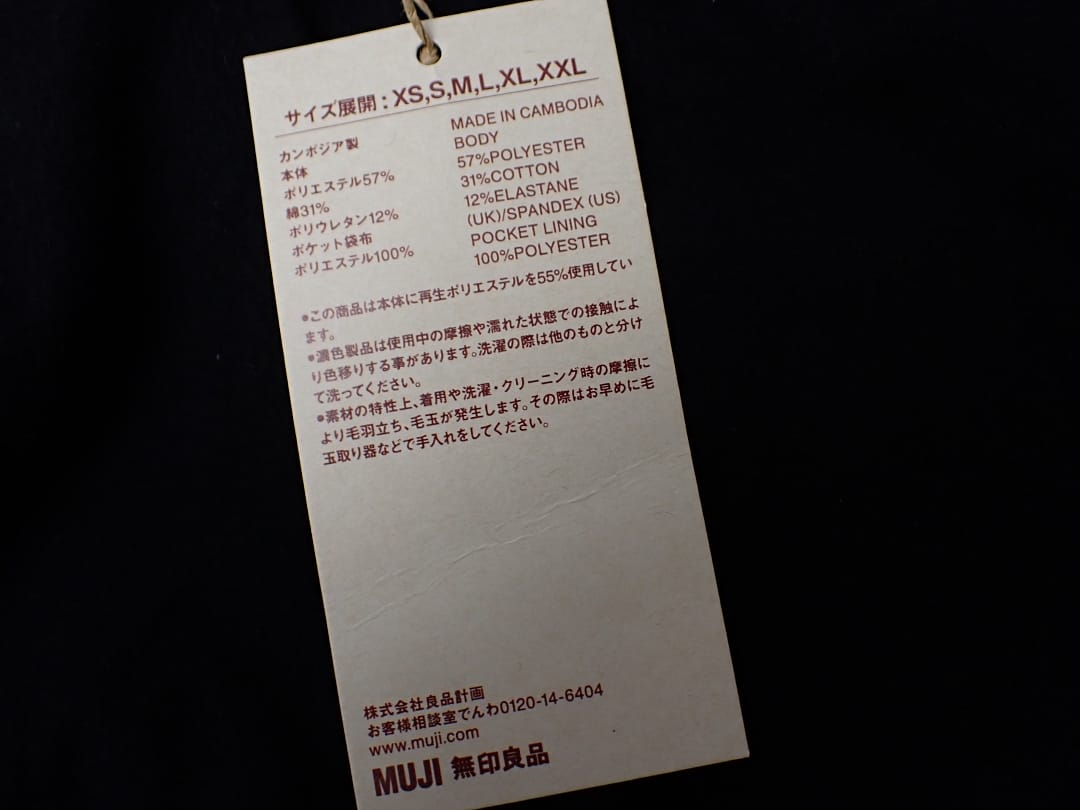 サイズ展開：XS,S,M,L,XL,XXL
カンボジア製
本体
ポリエステル57%
綿31%
ポリウレタン12%
ポケット袋布
ポリエステル100%
MADE IN CAMBODIA
BODY
57%POLYESTER
31%COTTON
12%ELASTANE
(UK)/SPANDEX (US)
POCKET LINING
100%POLYESTER
●この商品は本体に再生ポリエステルを55%使用してい
ます。
●濃色製品は使用中の摩擦や濡れた状態での接触によ
り色移りする事があります。洗濯の際は他のものと分け
て洗ってください。
●素材の特性上、着用や洗濯・クリーニング時の摩擦に
より毛羽立ち、毛玉が発生します。その際はお早めに毛
玉取り器などで手入れをしてください。
株式会社良品計画
お客様相談室でんわ0120-14-6404
www.muji.com
MUJI 無印良品